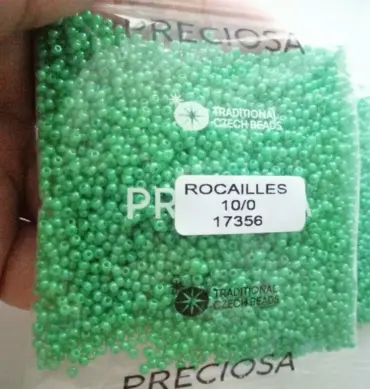 PRECIOSA
TRADITIONAL
CZECH BEADS
PR
A
ROCAILLES
10/0
17356
TRADITIONAL
CZECH BEADS
PRECIOSA